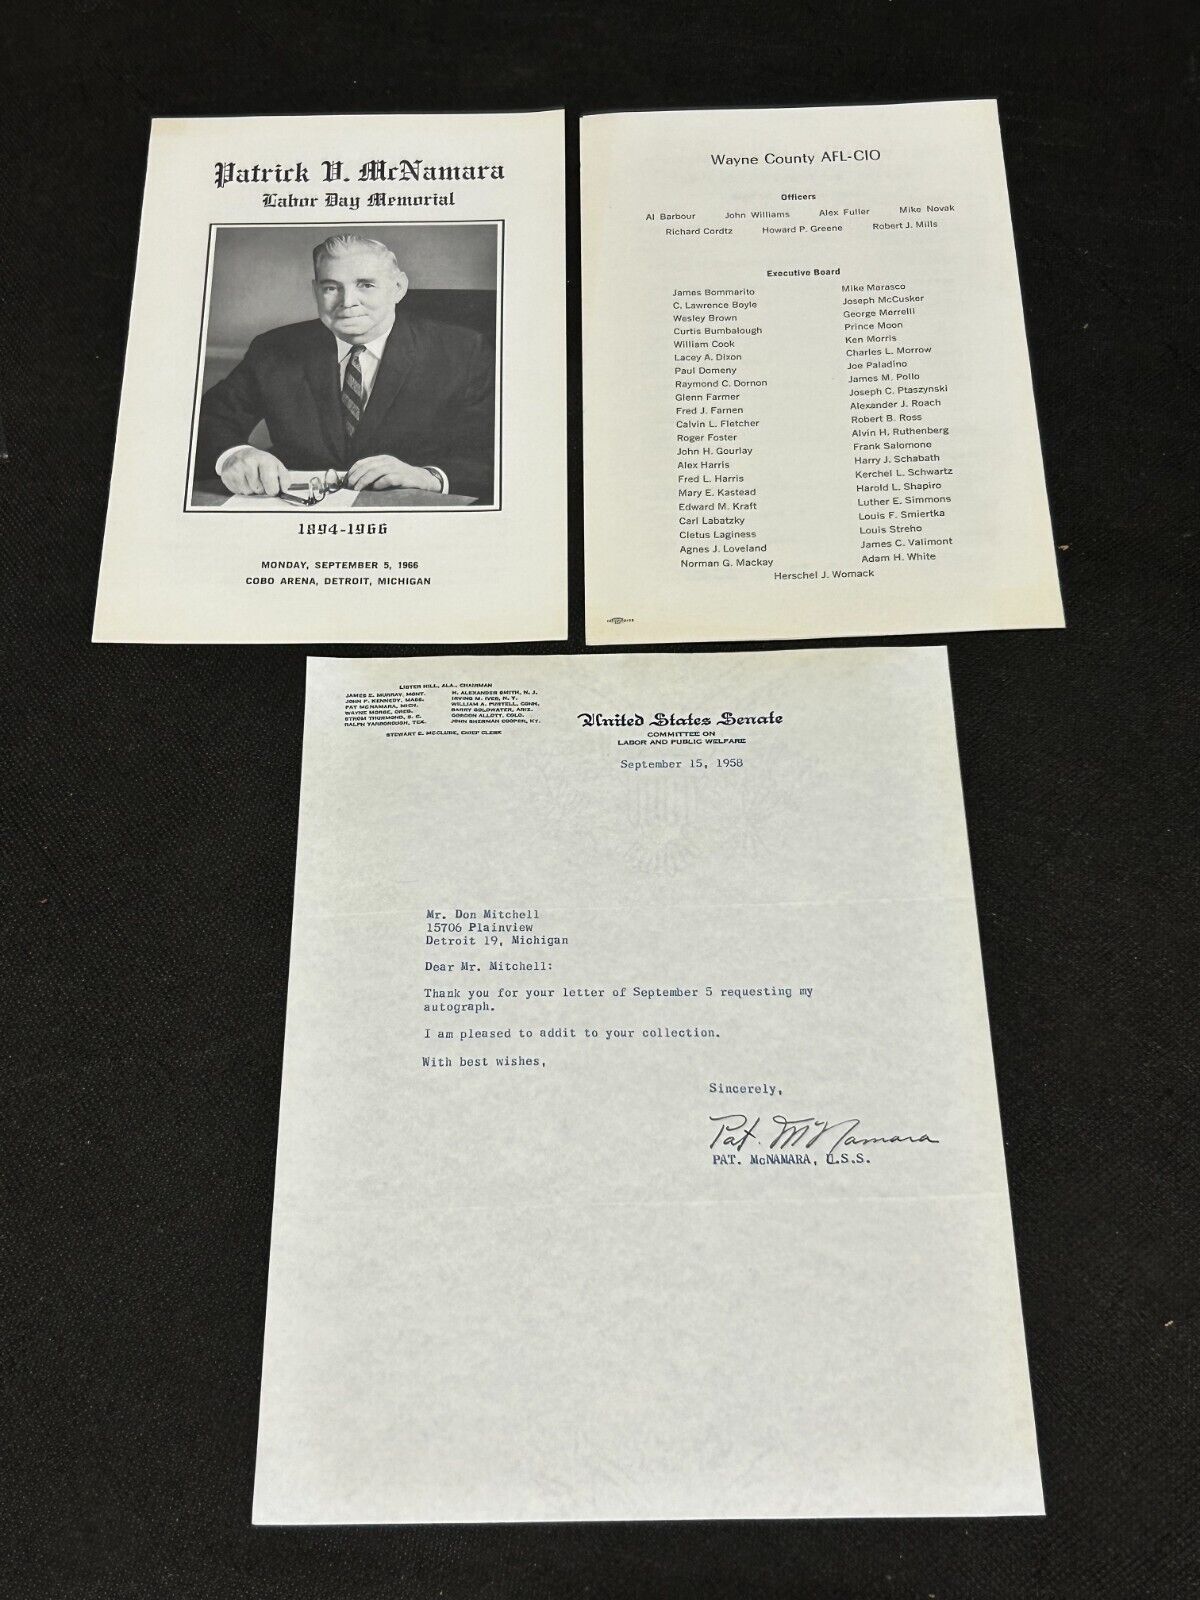 Patrick V. McNamara
Labor Day Memorial
1894-1966
MONDAY, SEPTEMBER 5, 1966
COBO ARENA, DETROIT, MICHIGAN
Wayne County AFL-CIO
Officers
Al Barbour John Williams Alex Fuller Mike Novak
Richard Cordtz Howard P. Greene Robert J. Mills
Executive Board
James Bommarito
C. Lawrence Boyle
Wesley Brown
Curtis Bumbalough
William Cook
Lacey A. Dixon
Paul Domeny
Raymond C. Dornon
Glenn Farmer
Fred J. Farnen
Calvin L. Fletcher
Roger Foster
John H. Gourlay
Alex Harris
Fred L. Harris
Mary E. Kastead
Edward M. Kraft
Carl Labatzky
Cletus Laginess
Agnes J. Loveland
Norman G. Mackay
Mike Marasco
Joseph McCusker
George Merrelli
Prince Moon
Ken Morris
Charles L. Morrow
Joe Paladino
James M. Pollo
Joseph C. Ptaszynski
Alexander J. Roach
Robert B. Ross
Alvin H. Ruthenberg
Frank Salomone
Harry J. Schabath
Kerchel L. Schwartz
Harold L. Shapiro
Luther E. Simmons
Louis F. Smiertka
Louis Streho
James C. Valimont
Adam H. White
Herschel J. Womack
LISTER HILL, ALA., CHAIRMAN
JAMES E. MURRAY, MONT.
JOHN F. KENNEDY, MASS.
PAT MCNAMARA, MICH.
WAYNE MORSE, OREG.
STROM THURMOND, S. C.
RALPH YARBOROUGH, TEX.
H. ALEXANDER SMITH, N. J.
IRVING M. IVES, N. Y.
WILLIAM A. PURTELL, CONN.
BARRY GOLDWATER, ARIZ.
GORDON ALLOTT, COLO.
JOHN SHERMAN COOPER, KY.
STEWART E. MCCLURE, CHIEF CLERK
United States Senate
COMMITTEE ON
LABOR AND PUBLIC WELFARE
September 15, 1958
Mr. Don Mitchell
15706 Plainview
Detroit 19, Michigan
Dear Mr. Mitchell:
Thank you for your letter of September 5 requesting my
autograph.
I am pleased to addit to your collection.
With best wishes,
Sincerely,
Pat. McNamara
PAT. McNAMARA, U.S.S.